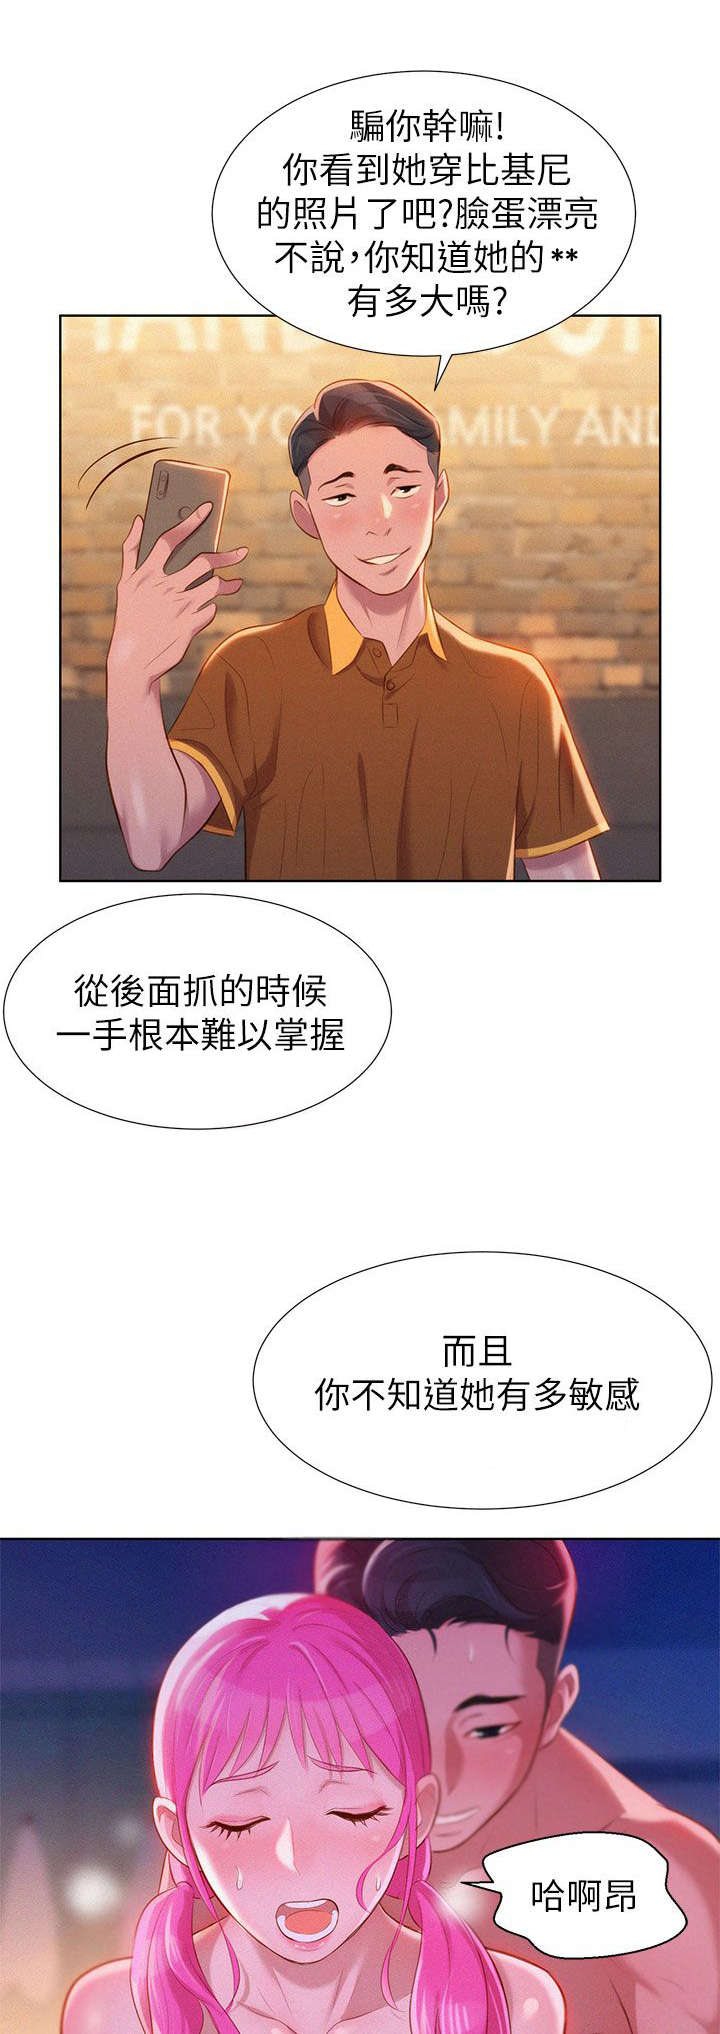 騙你幹嘛!
你看到她穿比基尼
的照片了吧?臉蛋漂亮
不說,你知道她的**
有多大嗎?
FOR YO FAMILY AND
從後面抓的時候
一手根本難以掌握
而且
你不知道她有多敏感
哈啊昂